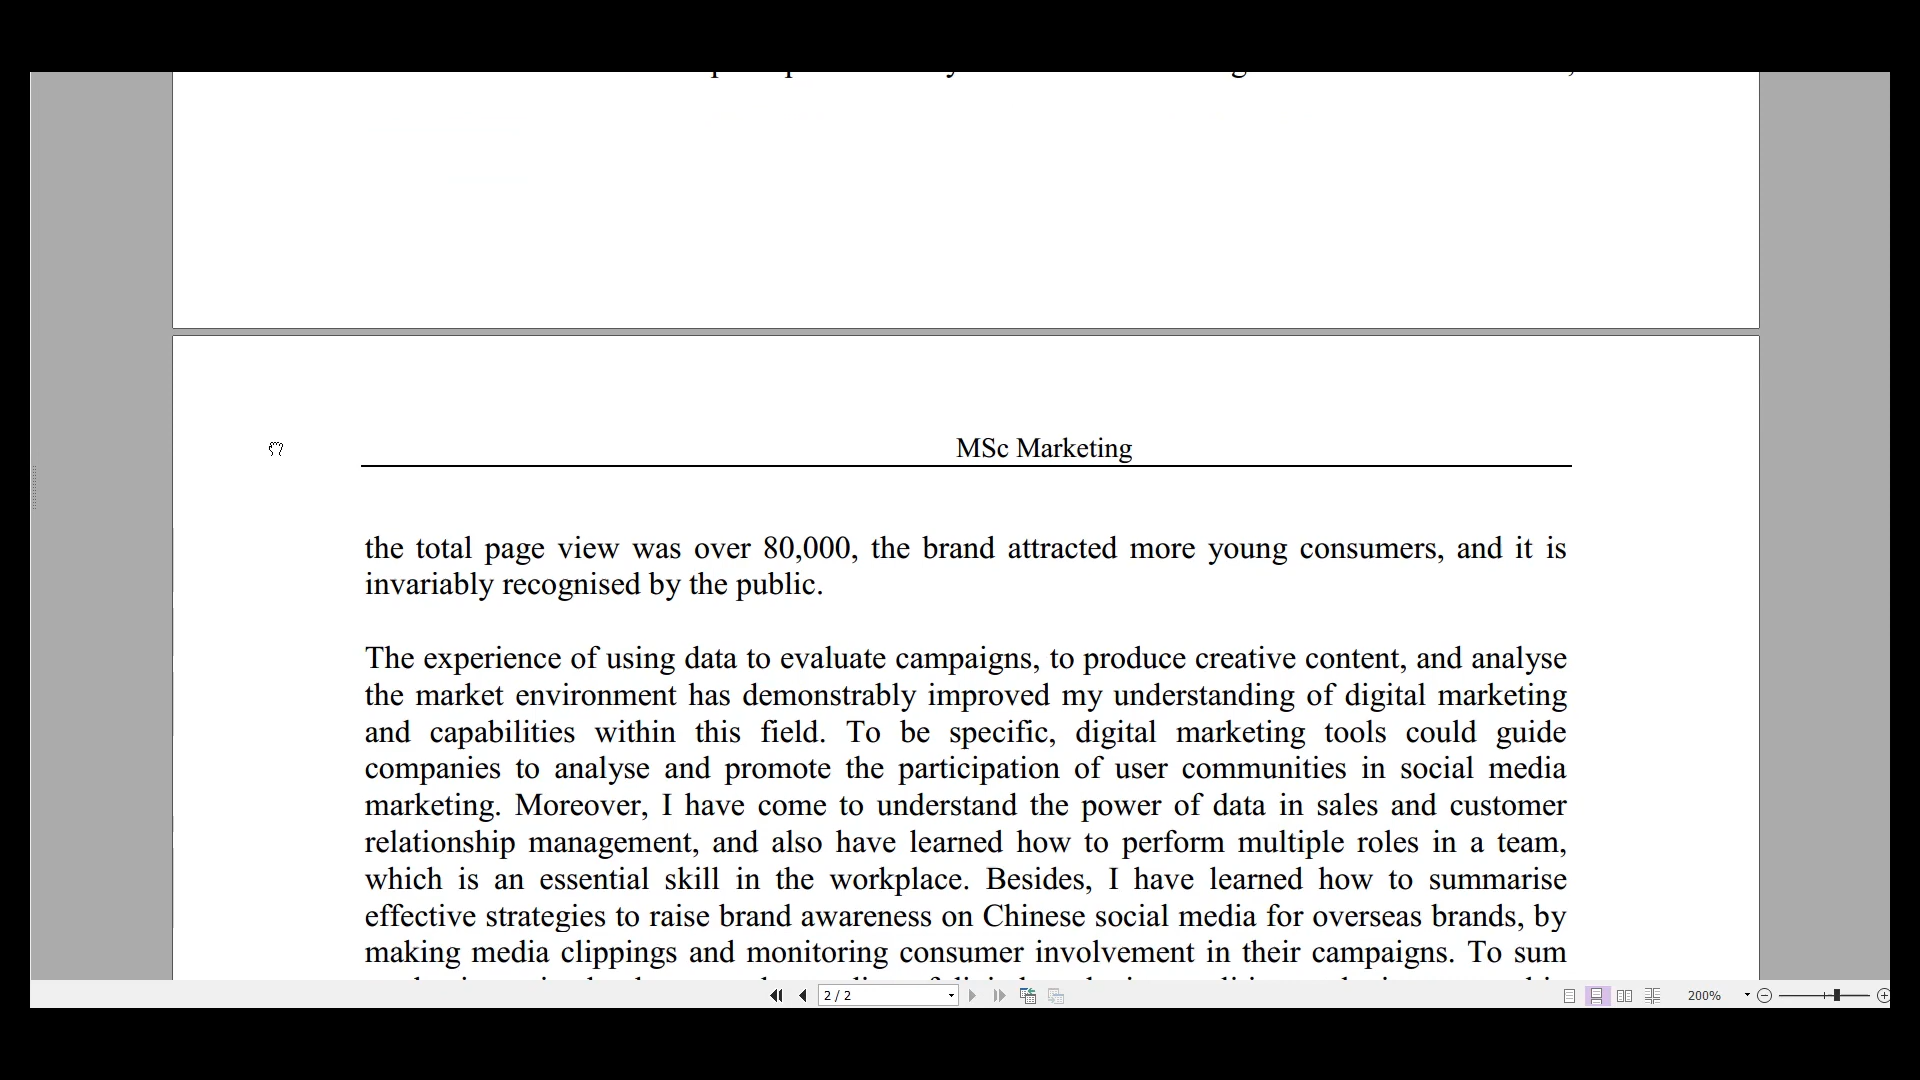 MSc Marketing
the total page view was over 80,000, the brand attracted more young consumers, and it is
invariably recognised by the public.
The experience of using data to evaluate campaigns, to produce creative content, and analyse
the market environment has demonstrably improved my understanding of digital marketing
and capabilities within this field. To be specific, digital marketing tools could guide
companies to analyse and promote the participation of user communities in social media
marketing. Moreover, I have come to understand the power of data in sales and customer
relationship management, and also have learned how to perform multiple roles in a team,
which is an essential skill in the workplace. Besides, I have learned how to summarise
effective strategies to raise brand awareness on Chinese social media for overseas brands, by
making media clippings and monitoring consumer involvement in their campaigns. To sum
2 / 2
200%